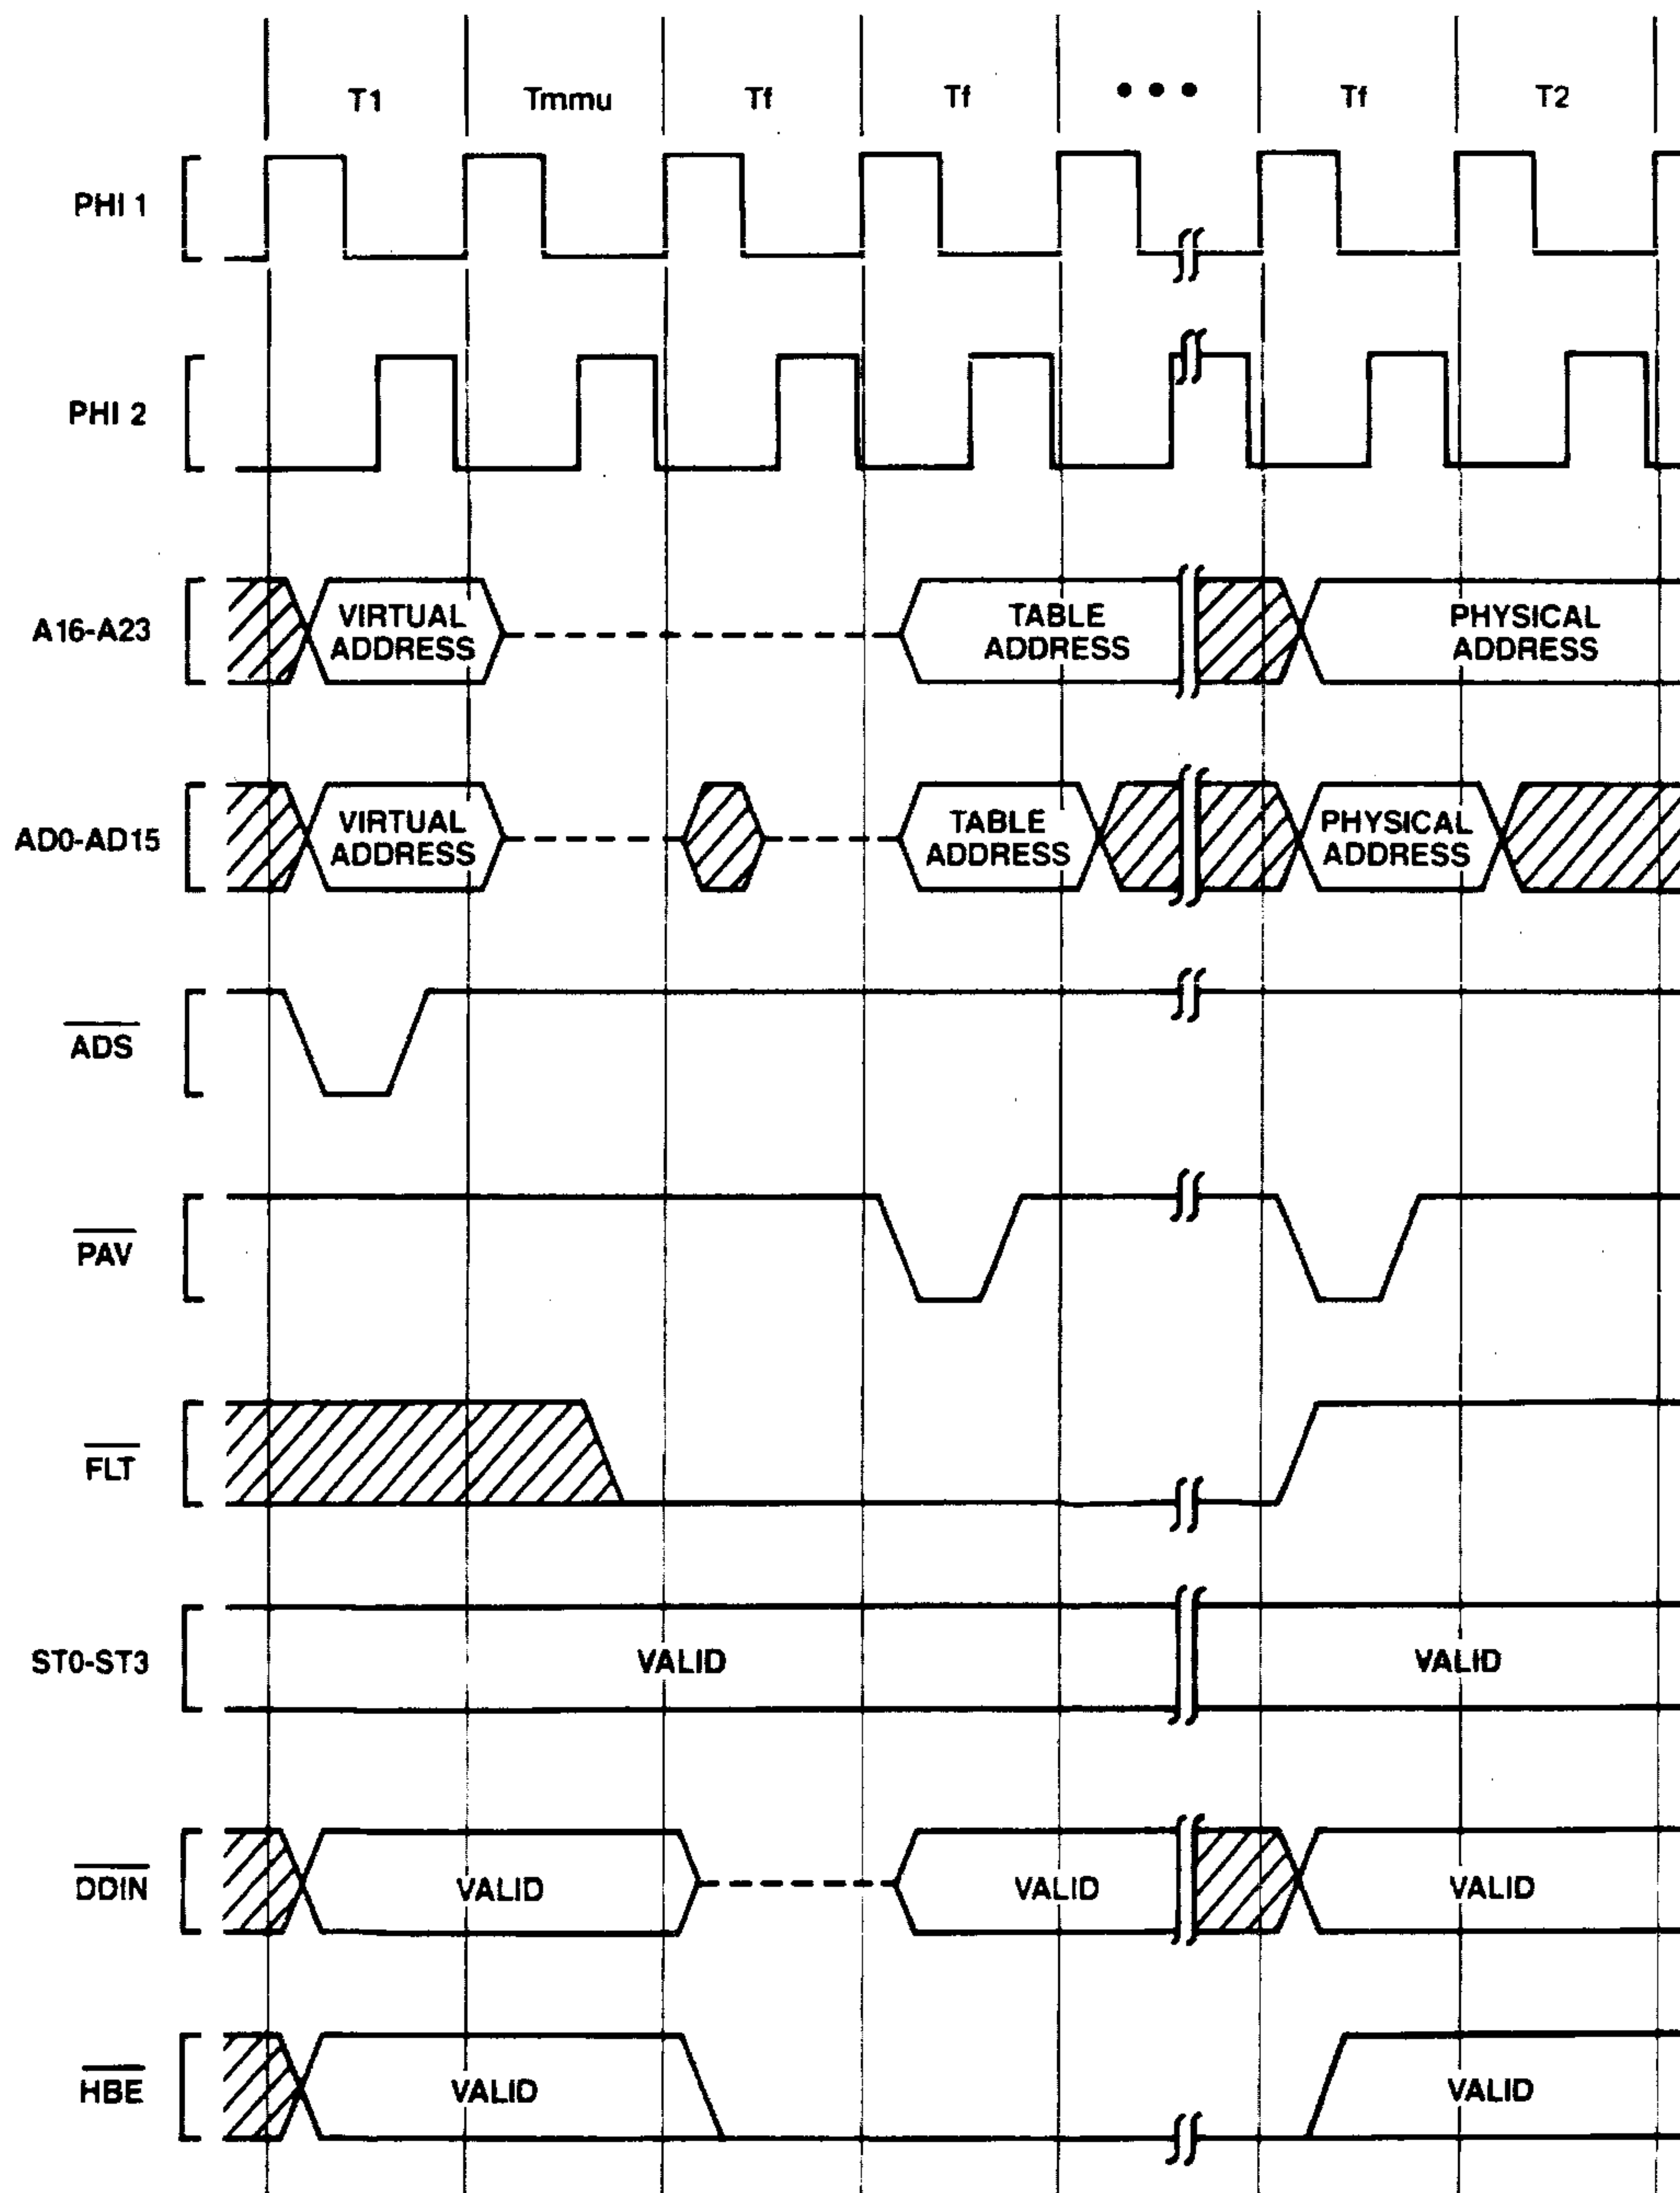 T1 Tmmu Tf Tf ••• Tf T2
PHI 1
PHI 2
A16-A23
VIRTUAL
ADDRESS
TABLE
ADDRESS
PHYSICAL
ADDRESS
AD0-AD15
VIRTUAL
ADDRESS
TABLE
ADDRESS
PHYSICAL
ADDRESS
ADS
PAV
FLT
ST0-ST3 VALID VALID
DDIN VALID VALID VALID
HBE VALID VALID